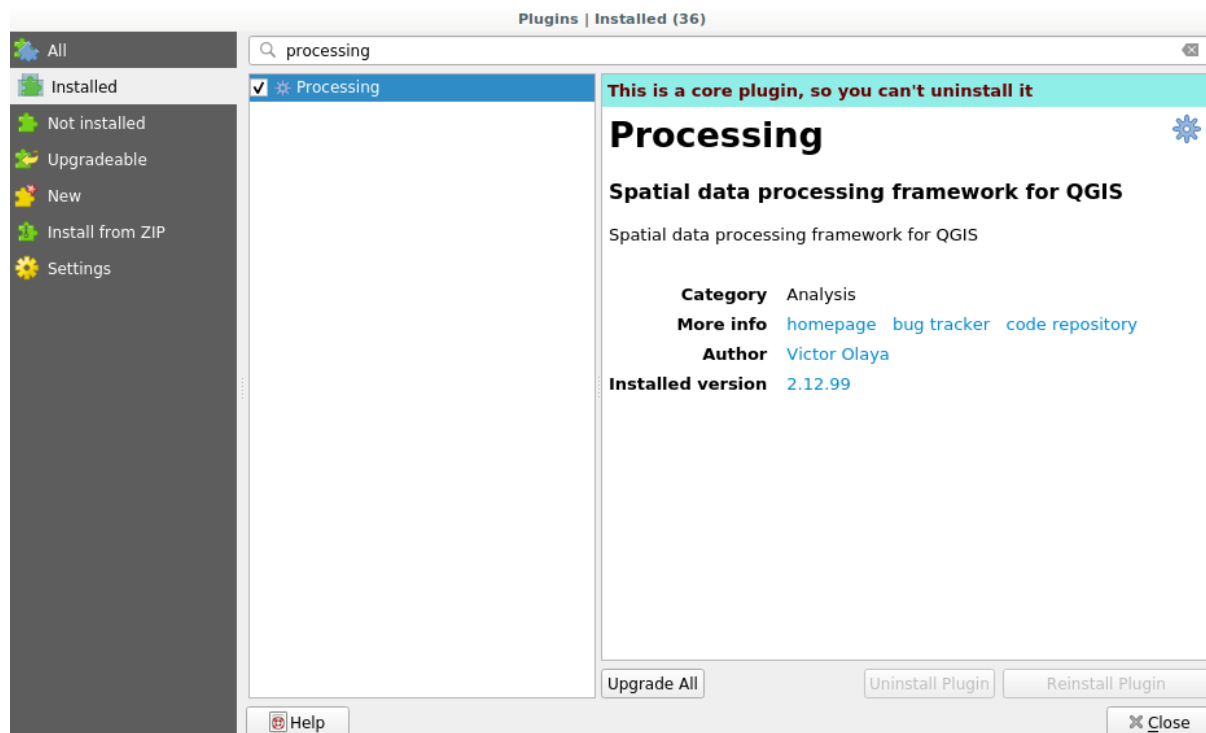 Plugins | Installed (36)
All
Installed
Not installed
Upgradeable
New
Install from ZIP
Settings
processing
Processing
This is a core plugin, so you can't uninstall it
Processing
Spatial data processing framework for QGIS
Spatial data processing framework for QGIS
Category Analysis
More info homepage bug tracker code repository
Author Victor Olaya
Installed version 2.12.99
Upgrade All Uninstall Plugin Reinstall Plugin
Help Close